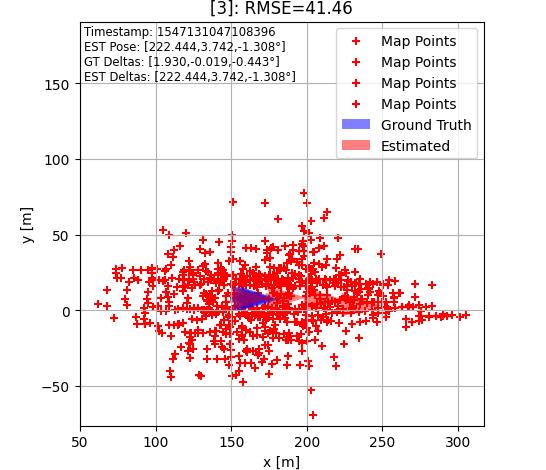 [3]: RMSE=41.46
Timestamp: 1547131047108396
EST Pose: [222.444,3.742,-1.308°]
GT Deltas: [1.930,-0.019,-0.443°]
EST Deltas: [222.444,3.742,-1.308°]
Map Points
Map Points
Map Points
Map Points
Ground Truth
Estimated
150
100
50
0
−50
y [m]
50 100 150 200 250 300
x [m]